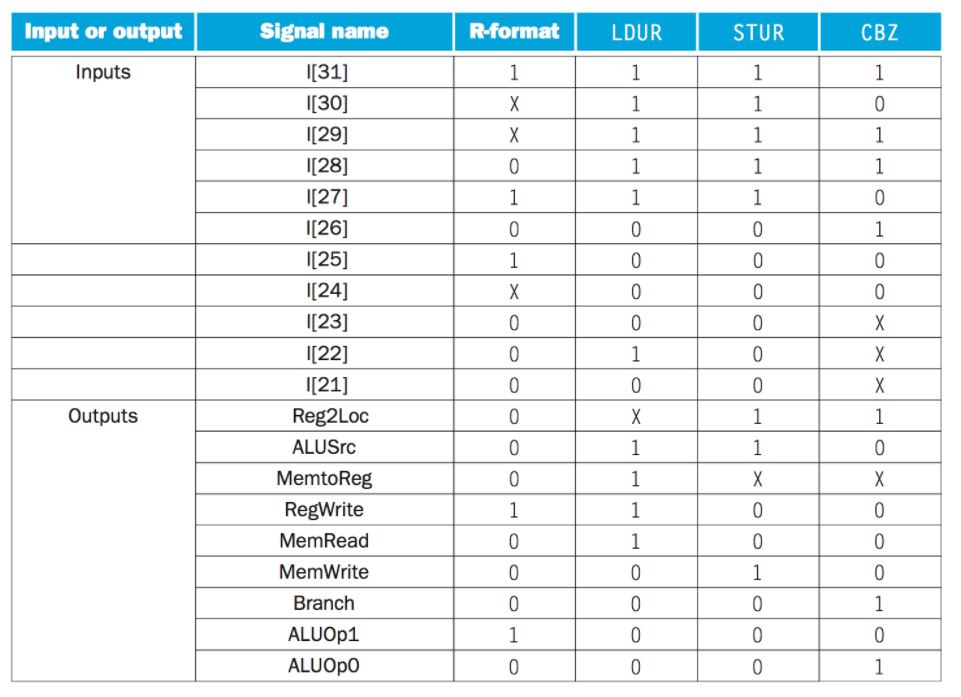 Input or output Signal name R-format LDUR STUR CBZ
Inputs I[31] 1 1 1 1
I[30] X 1 1 0
I[29] X 1 1 1
I[28] 0 1 1 1
I[27] 1 1 1 0
I[26] 0 0 0 1
I[25] 1 0 0 0
I[24] X 0 0 0
I[23] 0 0 0 X
I[22] 0 1 0 X
I[21] 0 0 0 X
Outputs Reg2Loc 0 X 1 1
ALUSrc 0 1 1 0
MemtoReg 0 1 X X
RegWrite 1 1 0 0
MemRead 0 1 0 0
MemWrite 0 0 1 0
Branch 0 0 0 1
ALUOp1 1 0 0 0
ALUOp0 0 0 0 1